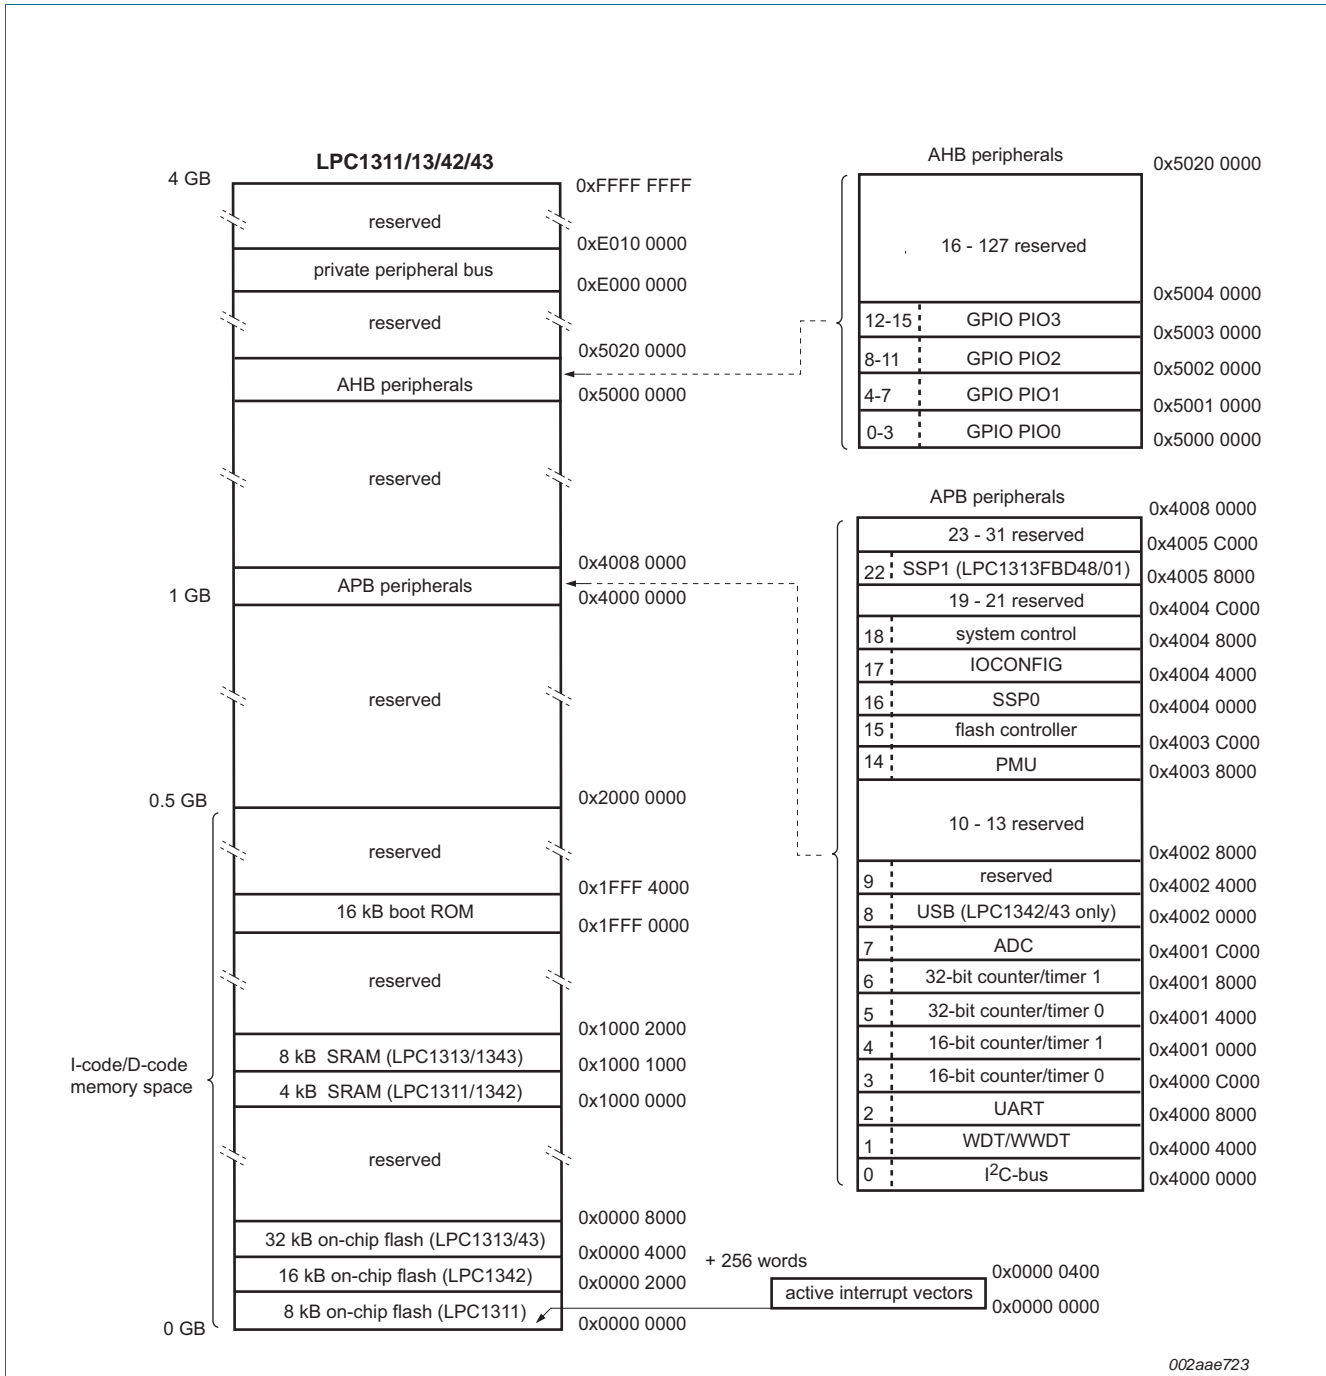 LPC1311/13/42/43
4 GB
0xFFFF FFFF
reserved
0xE010 0000
private peripheral bus
0xE000 0000
reserved
0x5020 0000
AHB peripherals
0x5000 0000
reserved
0x4008 0000
APB peripherals
1 GB
0x4000 0000
reserved
0.5 GB
0x2000 0000
reserved
0x1FFF 4000
16 kB boot ROM
0x1FFF 0000
reserved
0x1000 2000
8 kB SRAM (LPC1313/1343)
0x1000 1000
I-code/D-code
memory space
4 kB SRAM (LPC1311/1342)
0x1000 0000
reserved
0x0000 8000
32 kB on-chip flash (LPC1313/43)
0x0000 4000
16 kB on-chip flash (LPC1342)
0x0000 2000
8 kB on-chip flash (LPC1311)
0 GB
0x0000 0000
+ 256 words
active interrupt vectors
0x0000 0400
0x0000 0000
AHB peripherals
0x5020 0000
16 - 127 reserved
0x5004 0000
12-15 GPIO PIO3
0x5003 0000
8-11 GPIO PIO2
0x5002 0000
4-7 GPIO PIO1
0x5001 0000
0-3 GPIO PIO0
0x5000 0000
APB peripherals
0x4008 0000
23 - 31 reserved
0x4005 C000
22 SSP1 (LPC1313FBD48/01)
0x4005 8000
19 - 21 reserved
0x4004 C000
18 system control
0x4004 8000
17 IOCONFIG
0x4004 4000
16 SSP0
0x4004 0000
15 flash controller
0x4003 C000
14 PMU
0x4003 8000
10 - 13 reserved
0x4002 8000
9 reserved
0x4002 4000
8 USB (LPC1342/43 only)
0x4002 0000
7 ADC
0x4001 C000
6 32-bit counter/timer 1
0x4001 8000
5 32-bit counter/timer 0
0x4001 4000
4 16-bit counter/timer 1
0x4001 0000
3 16-bit counter/timer 0
0x4000 C000
2 UART
0x4000 8000
1 WDT/WWDT
0x4000 4000
0 I2C-bus
0x4000 0000
002aae723